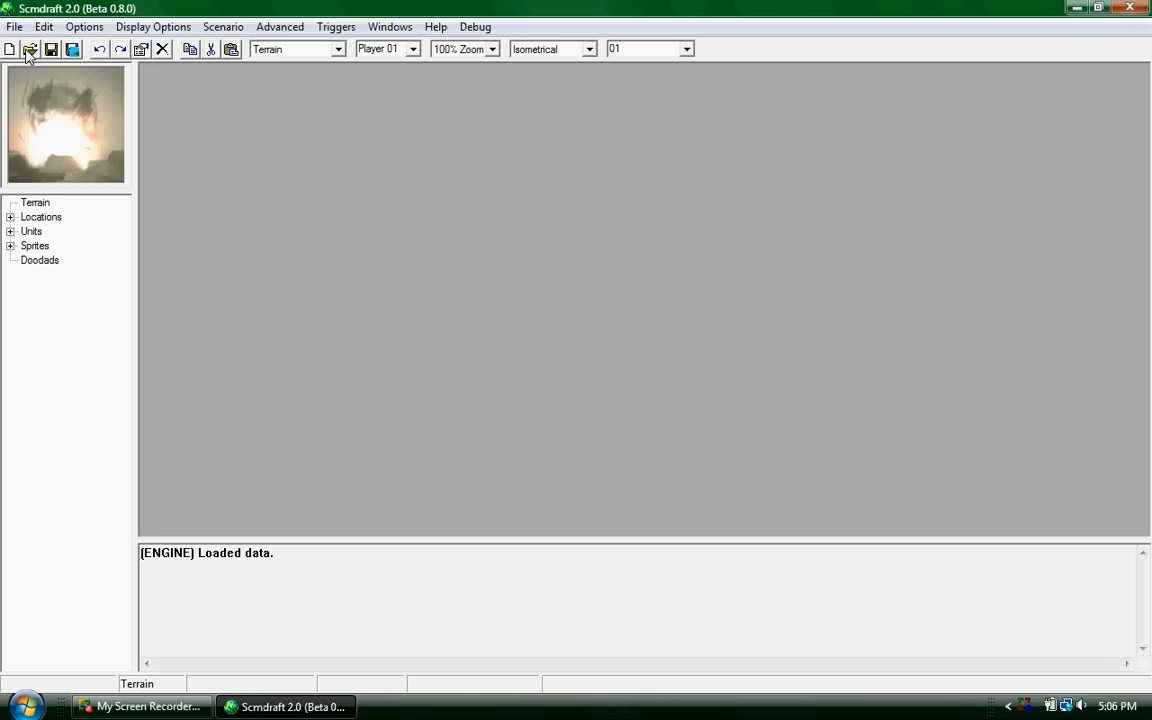 Scmdraft 2.0 (Beta 0.8.0)
File Edit Options Display Options Scenario Advanced Triggers Windows Help Debug
Terrain Player 01 100% Zoom Isometrical 01
Terrain
Locations
Units
Sprites
Doodads
[ENGINE] Loaded data.
Terrain
My Screen Recorder... Scmdraft 2.0 (Beta 0... 5:06 PM